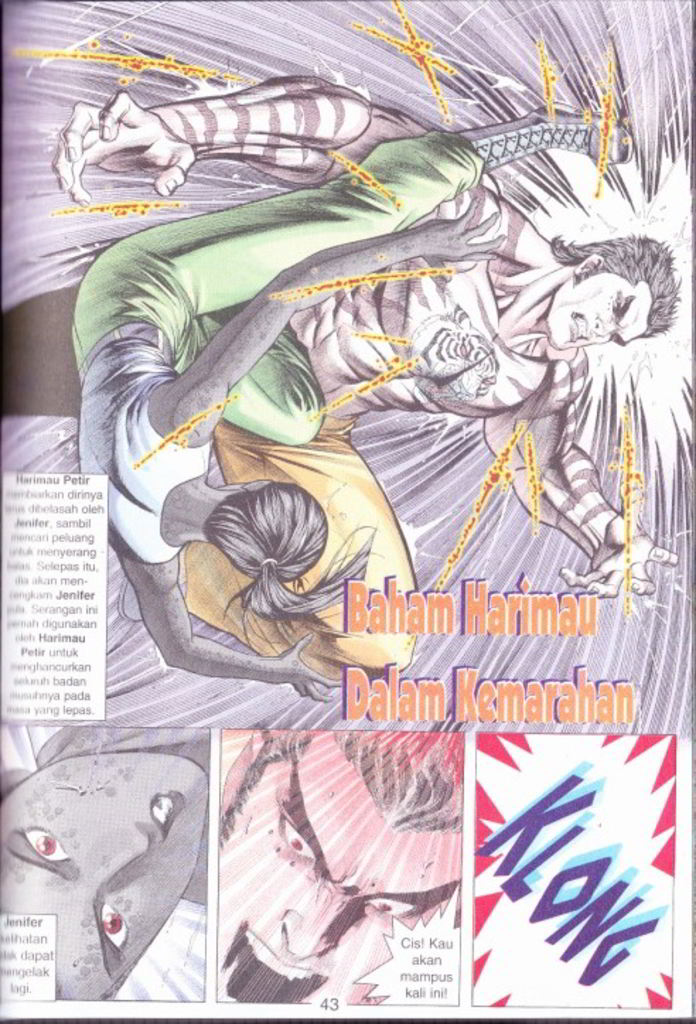 Harimau Petir
membiarkan dirinya
terus dibelasah oleh
Jenifer, sambil
mencari peluang
untuk menyerang
balas. Selepas itu,
dia akan men-
cengkam Jenifer
pula. Serangan ini
pernah digunakan
oleh Harimau
Petir untuk
menghancurkan
seluruh badan
musuhnya pada
masa yang lepas.
Baham Harimau
Dalam Kemarahan
Jenifer
kelihatan
tidak dapat
mengelak
lagi.
Cis! Kau
akan
mampus
kali ini!
KLONG
43